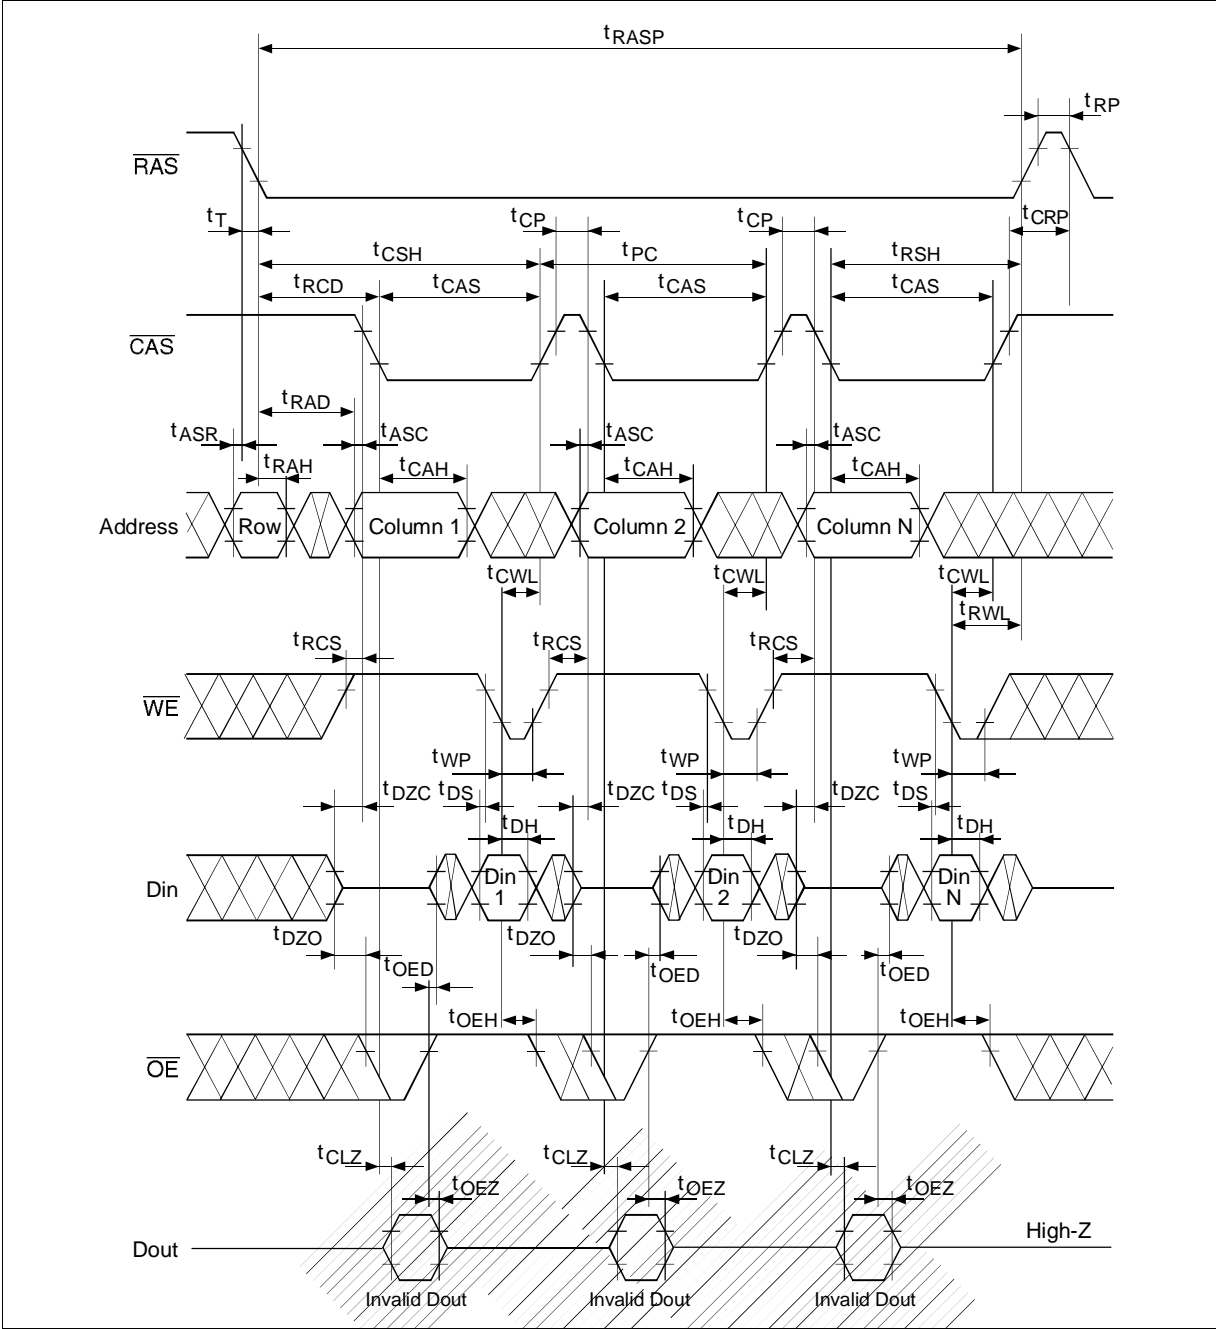 tRASP
tRP
RAS
tT tCP tCP tCRP
tCSH tPC tRSH
tRCD tCAS tCAS tCAS
CAS
tRAD
tASR tASC tASC tASC
tRAH tCAH tCAH tCAH
Address Row Column 1 Column 2 Column N
tCWL tCWL tCWL
tRWL
tRCS tRCS tRCS
WE
tWP tWP tWP
tDZC tDS tDZC tDS tDZC tDS
tDH tDH tDH
Din Din 1 Din 2 Din N
tDZO tDZO tDZO
tOED tOED tOED
tOEH tOEH tOEH
OE
tCLZ tCLZ tCLZ
tOEZ tOEZ tOEZ
Dout High-Z
Invalid Dout Invalid Dout Invalid Dout